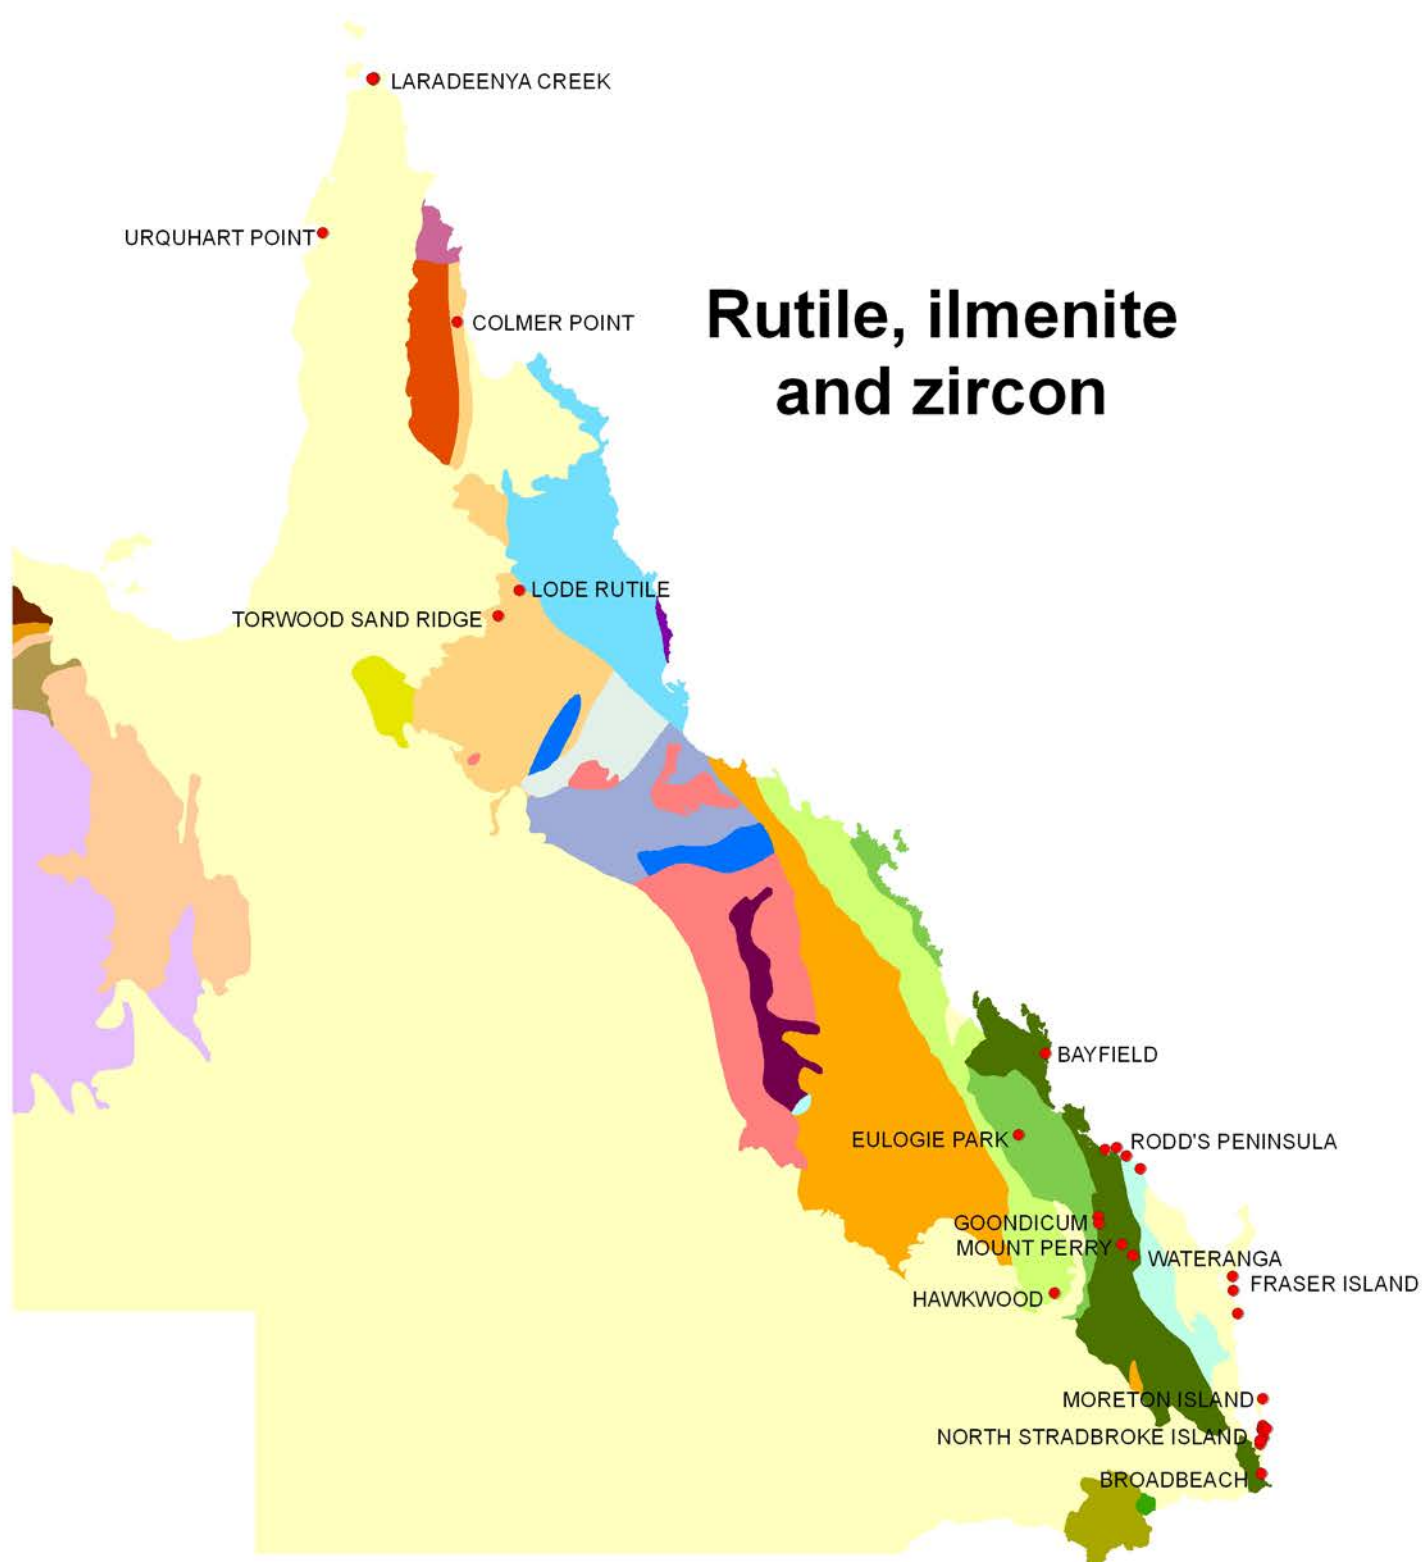 LARADEENYA CREEK
URQUHART POINT
Rutile, ilmenite
and zircon
COLMER POINT
LODE RUTILE
TORWOOD SAND RIDGE
BAYFIELD
EULOGIE PARK
RODD'S PENINSULA
GOONDICUM
MOUNT PERRY
WATERANGA
FRASER ISLAND
HAWKWOOD
MORETON ISLAND
NORTH STRADBROKE ISLAND
BROADBEACH